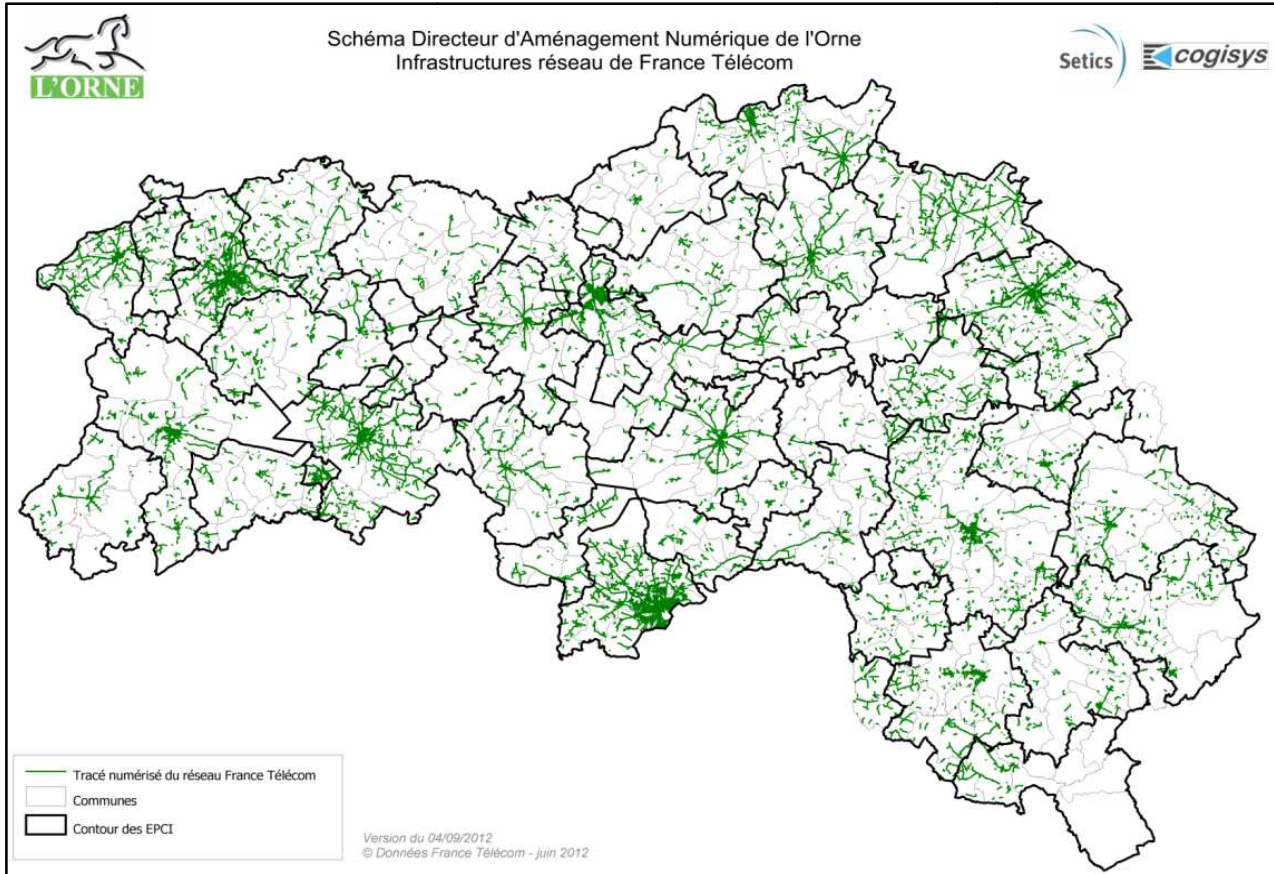 L'ORNE
Schéma Directeur d'Aménagement Numérique de l'Orne
Infrastructures réseau de France Télécom
Setics
cogisys
Tracé numérisé du réseau France Télécom
Communes
Contour des EPCI
Version du 04/09/2012
© Données France Télécom - juin 2012